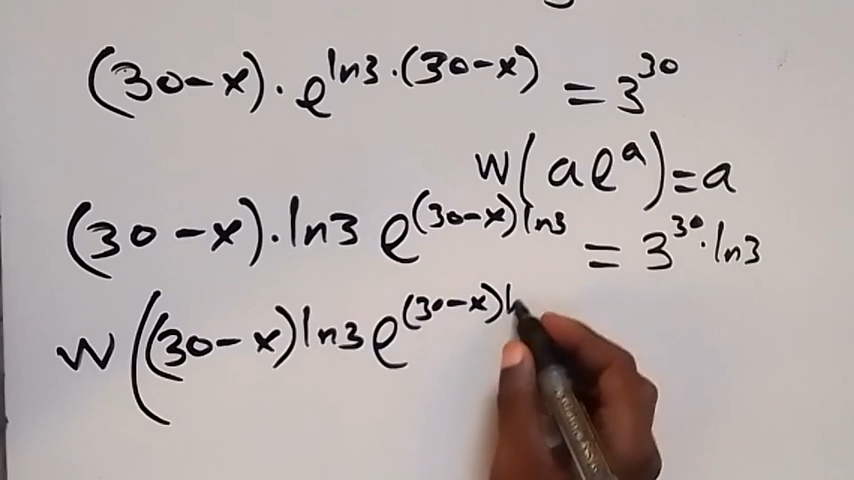 (30-x)·e^{ln3·(30-x)} = 3^{30}
W(ae^{a})=a
(30-x)·ln3 e^{(30-x)ln3} = 3^{30}·ln3
W((30-x)ln3 e^{(30-x)l